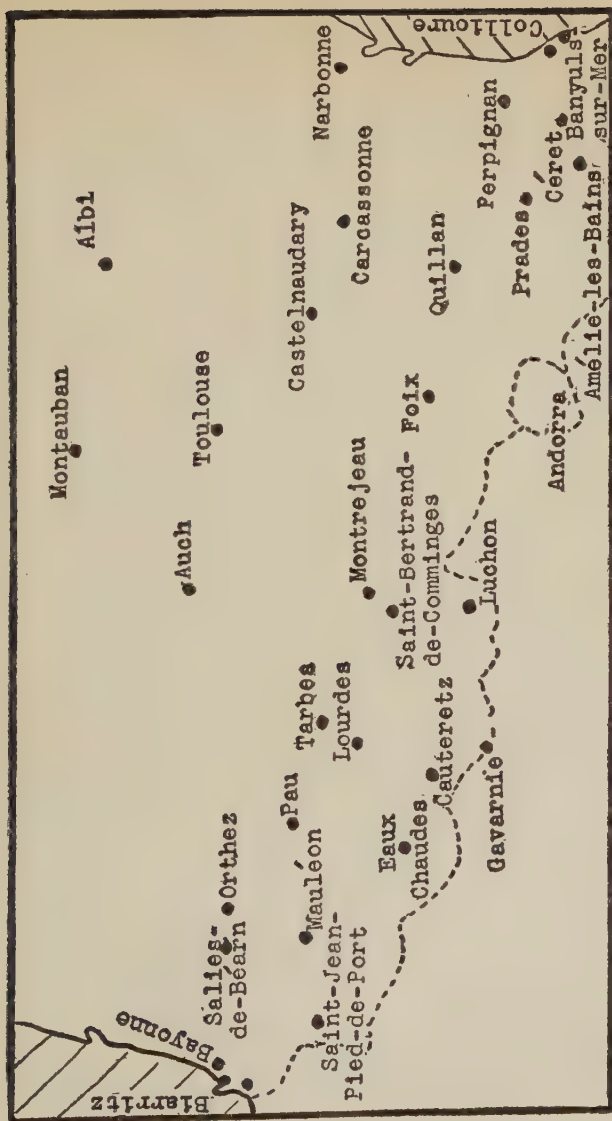 Collioure
Montauban
Albi
Narbonne
Auch
Toulouse
Castelnaudary
Carcassonne
Perpignan
Bayonne
Biarritz
Salies-
de-Béarn
Orthez
Pau
Tarbes
Lourdes
Montrejeau
Foix
Quillan
Prades
Céret
Banyuls-
sur-Mer
Mauléon
Saint-Jean-
Pied-de-Port
Eaux
Chaudes
Cauteretz
Saint-Bertrand-
de-Comminges
Luchon
Gavarnie
Andorra
Amélie-les-Bains